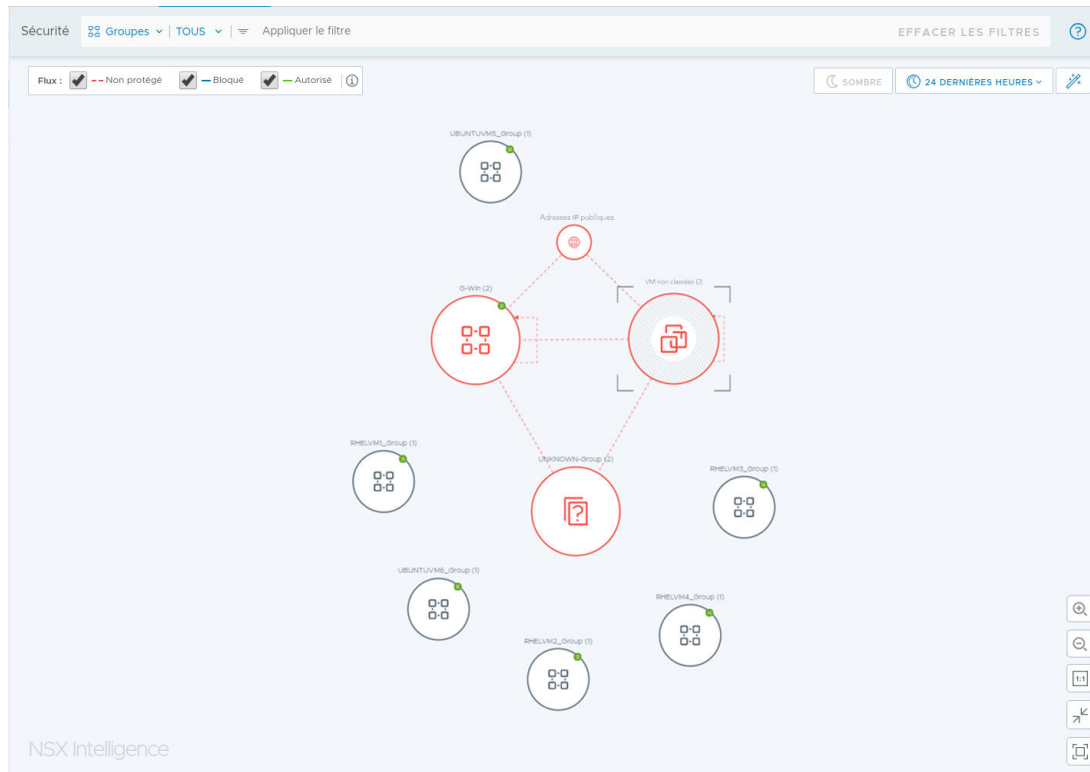 Sécurité Groupes TOUS Appliquer le filtre EFFACER LES FILTRES ?
Flux : Non protégé Bloqué Autorisé SOMBRE 24 DERNIÈRES HEURES
UBUNTUVM5_Group (1)
Adresses IP publiques
G-Win (2)
VM non classées (2)
RHELVM1_Group (1)
UNKNOWN-Group (2)
RHELVM3_Group (1)
?
UBUNTUVM6_Group (1)
RHELVM4_Group (1)
RHELVM2_Group (1)
1:1
NSX Intelligence